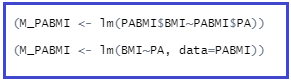 (M_PABMI <- lm(PABMI$BMI~PABMI$PA))
(M_PABMI <- lm(BMI~PA, data=PABMI))